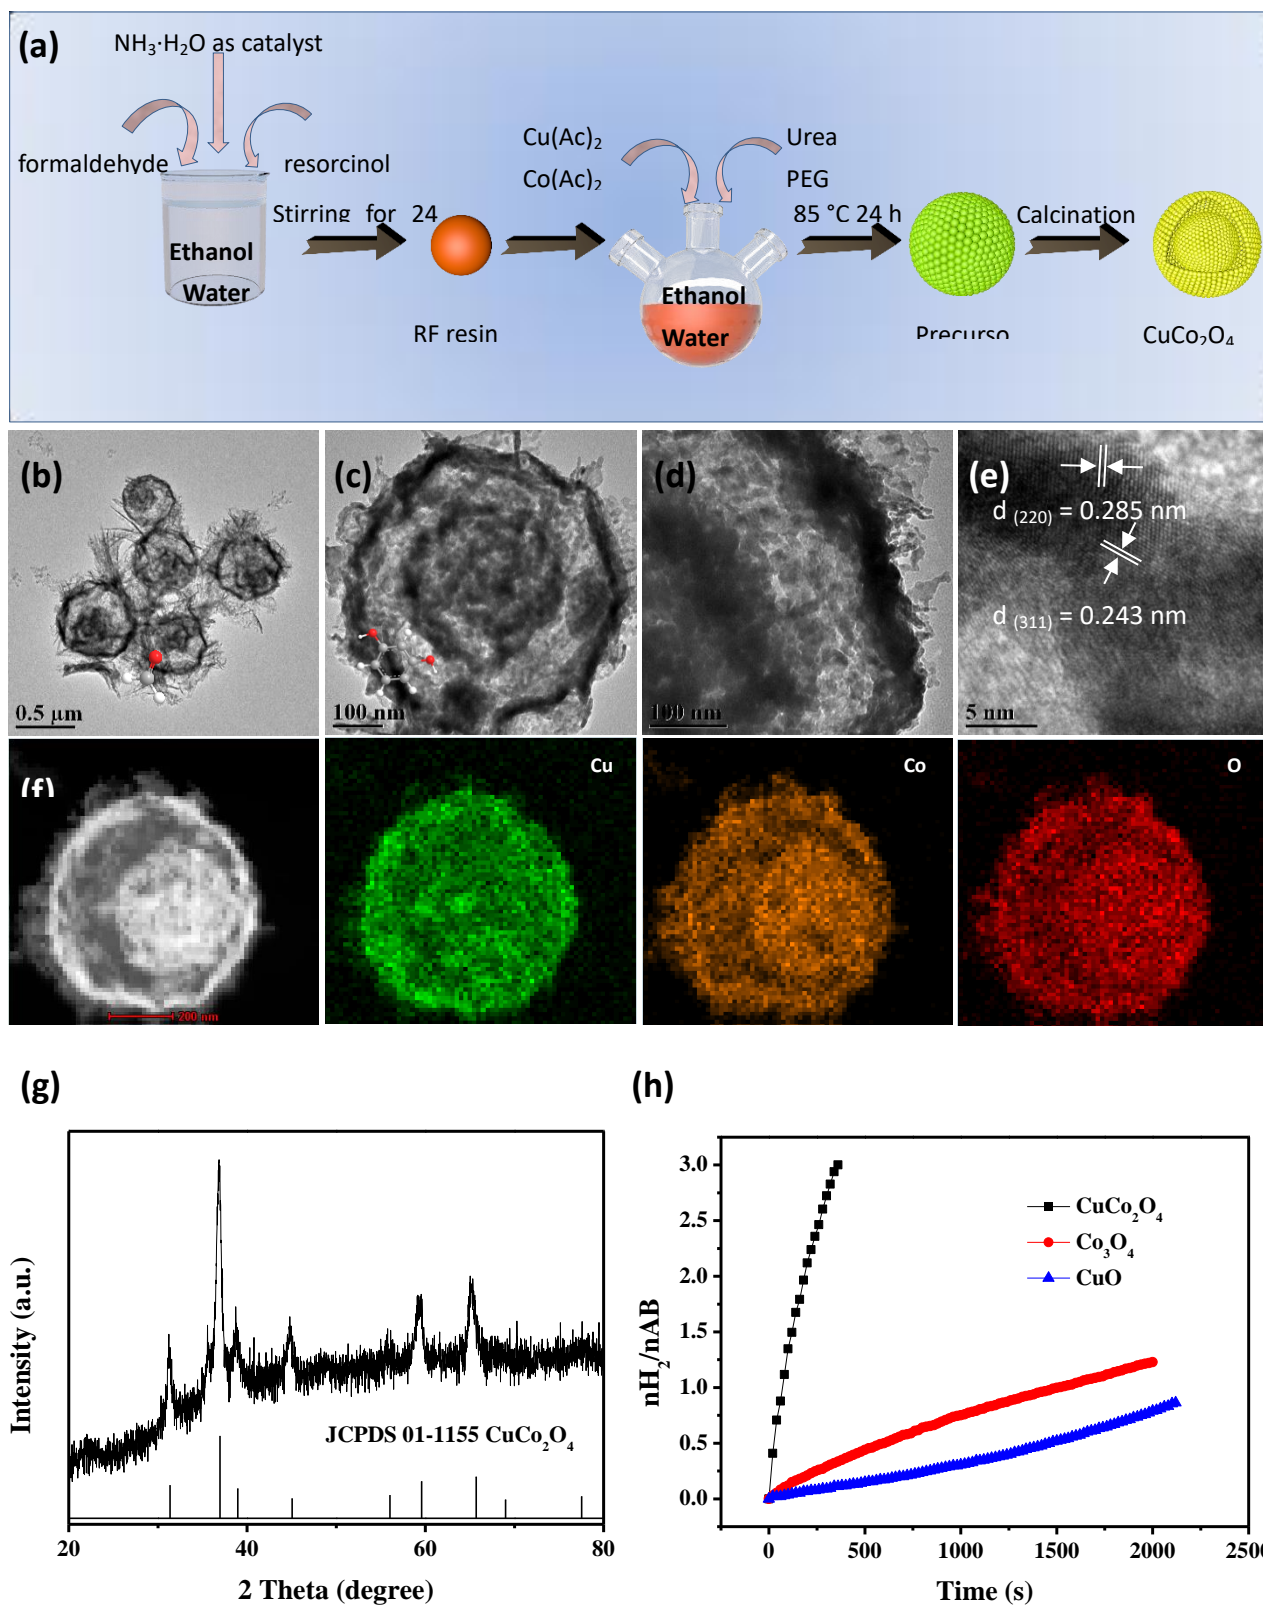 (a)
NH3·H2O as catalyst
formaldehyde
resorcinol
Ethanol
Water
Stirring for 24
RF resin
Cu(Ac)2
Co(Ac)2
Urea
PEG
Ethanol
Water
85 °C 24 h
Precurso
Calcination
CuCo2O4
(b)
0.5 μm
(c)
100 nm
(d)
100 nm
(e)
d (220) = 0.285 nm
d (311) = 0.243 nm
5 nm
(f)
200 nm
Cu
Co
O
(g)
Intensity (a.u.)
JCPDS 01-1155 CuCo2O4
20 40 60 80
2 Theta (degree)
(h)
nH2/nAB
3.0
2.5
2.0
1.5
1.0
0.5
0.0
CuCo2O4
Co3O4
CuO
0 500 1000 1500 2000 250
Time (s)